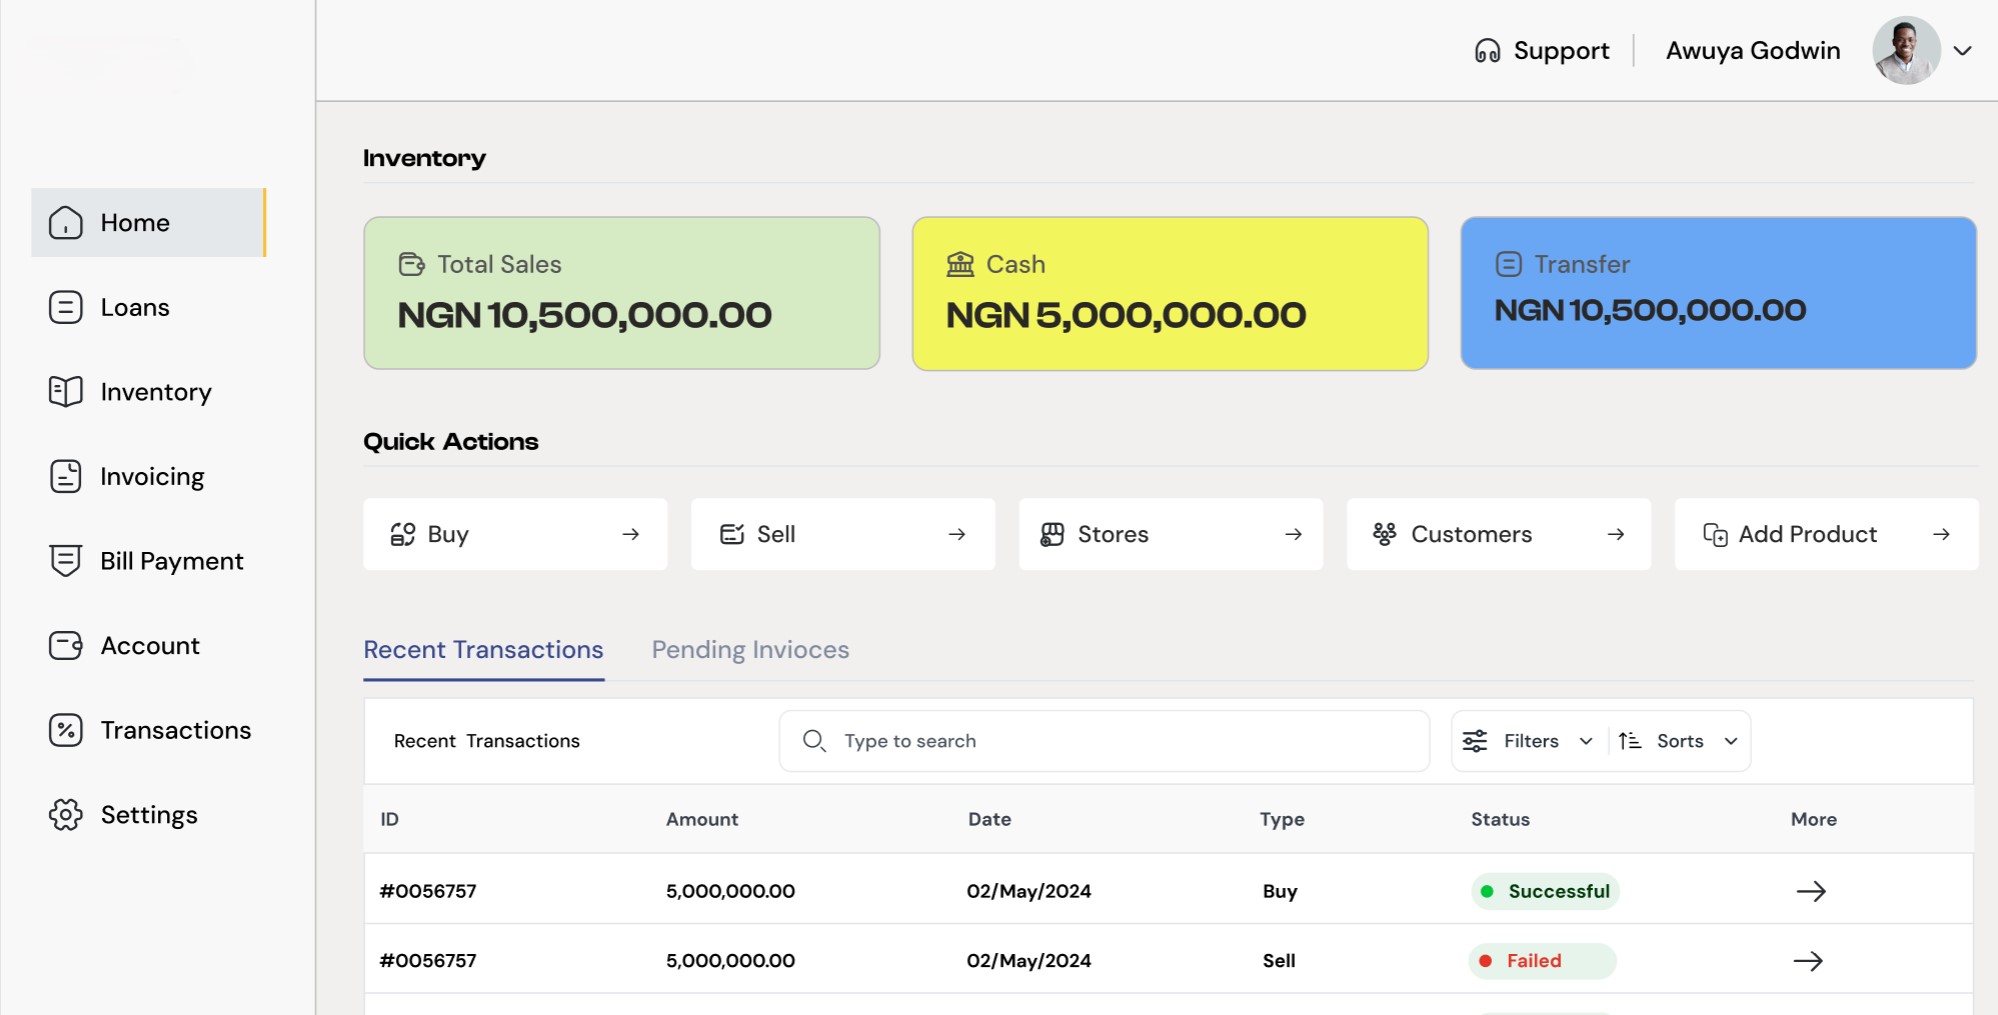 Support
Awuya Godwin
Home
Loans
Inventory
Invoicing
Bill Payment
Account
Transactions
Settings
Inventory
Total Sales
NGN 10,500,000.00
Cash
NGN 5,000,000.00
Transfer
NGN 10,500,000.00
Quick Actions
Buy
Sell
Stores
Customers
Add Product
Recent Transactions
Pending Invioces
Recent Transactions
Type to search
Filters
Sorts
ID Amount Date Type Status More
#0056757 5,000,000.00 02/May/2024 Buy Successful
#0056757 5,000,000.00 02/May/2024 Sell Failed